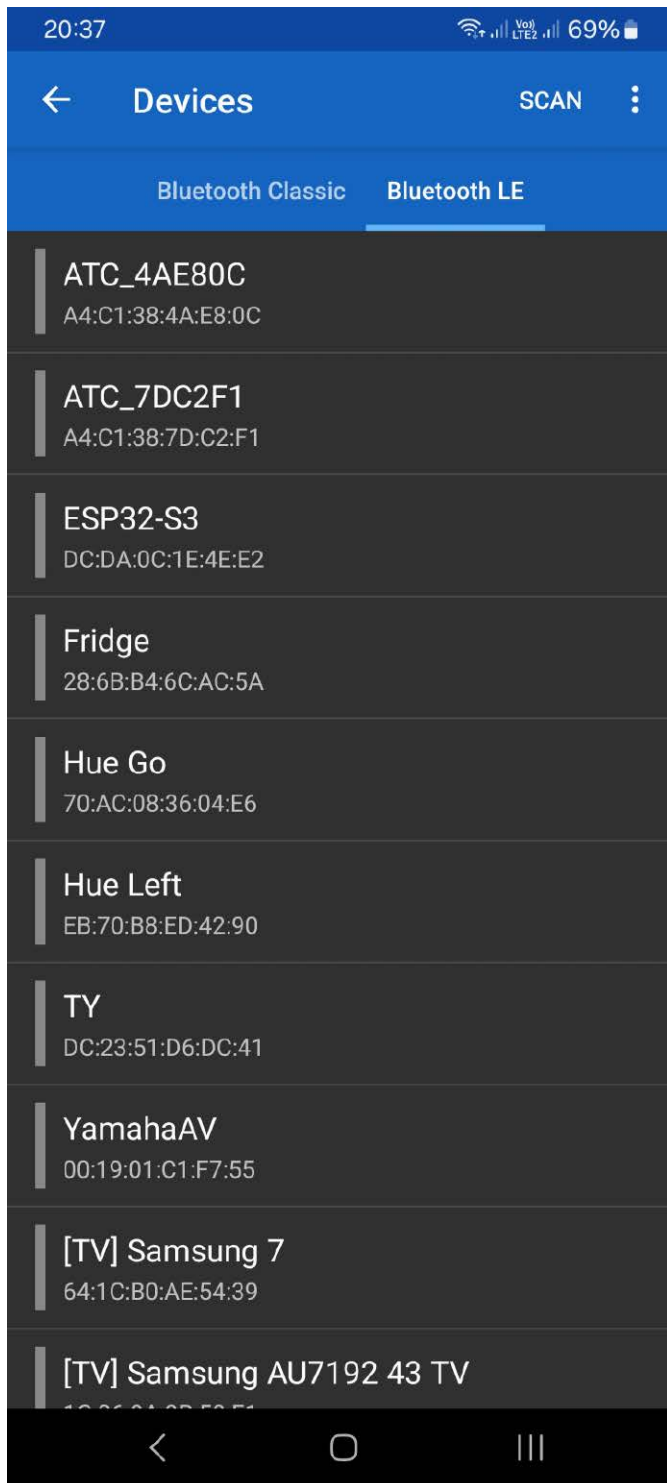 20:37
Vo)) LTE2 69%
Devices SCAN
Bluetooth Classic Bluetooth LE
ATC_4AE80C
A4:C1:38:4A:E8:0C
ATC_7DC2F1
A4:C1:38:7D:C2:F1
ESP32-S3
DC:DA:0C:1E:4E:E2
Fridge
28:6B:B4:6C:AC:5A
Hue Go
70:AC:08:36:04:E6
Hue Left
EB:70:B8:ED:42:90
TY
DC:23:51:D6:DC:41
YamahaAV
00:19:01:C1:F7:55
[TV] Samsung 7
64:1C:B0:AE:54:39
[TV] Samsung AU7192 43 TV